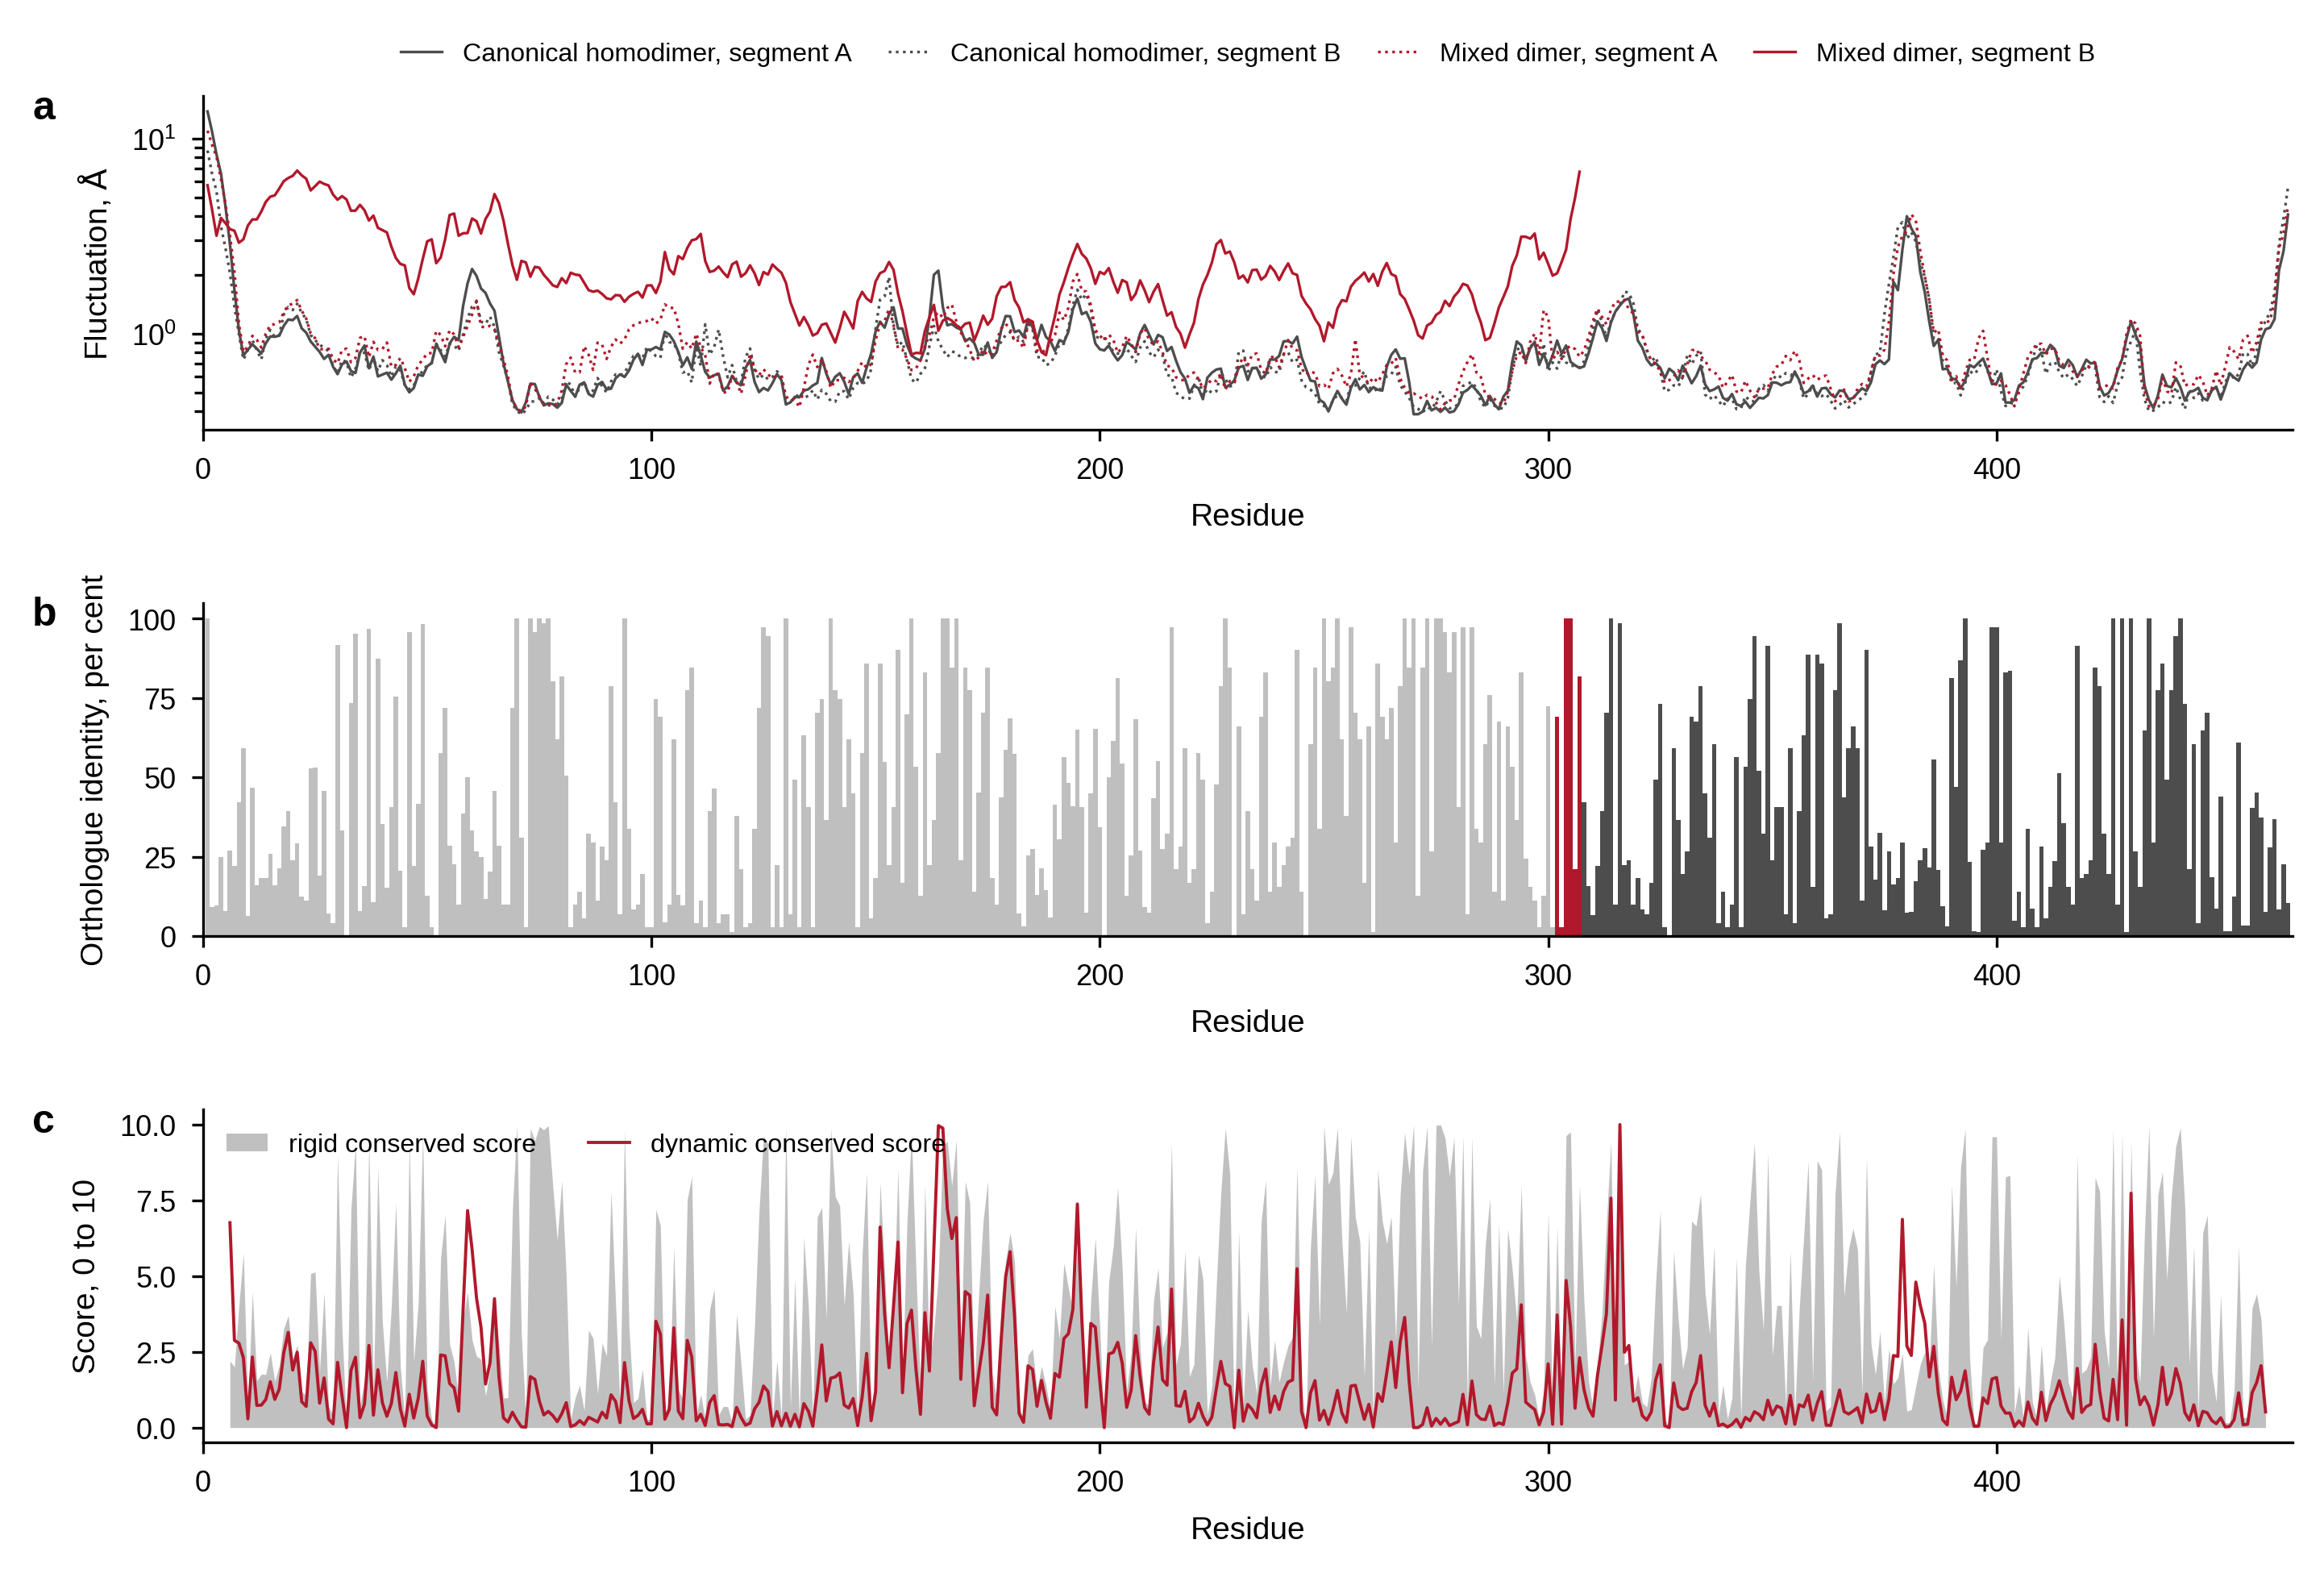 Canonical homodimer, segment A   Canonical homodimer, segment B   Mixed dimer, segment A   Mixed dimer, segment B
a
Fluctuation, Å
10¹
10⁰
0   100   200   300   400
Residue
b
Orthologue identity, per cent
100
75
50
25
0
0   100   200   300   400
Residue
c
Score, 0 to 10
10.0
7.5
5.0
2.5
0.0
rigid conserved score   dynamic conserved score
0   100   200   300   400
Residue